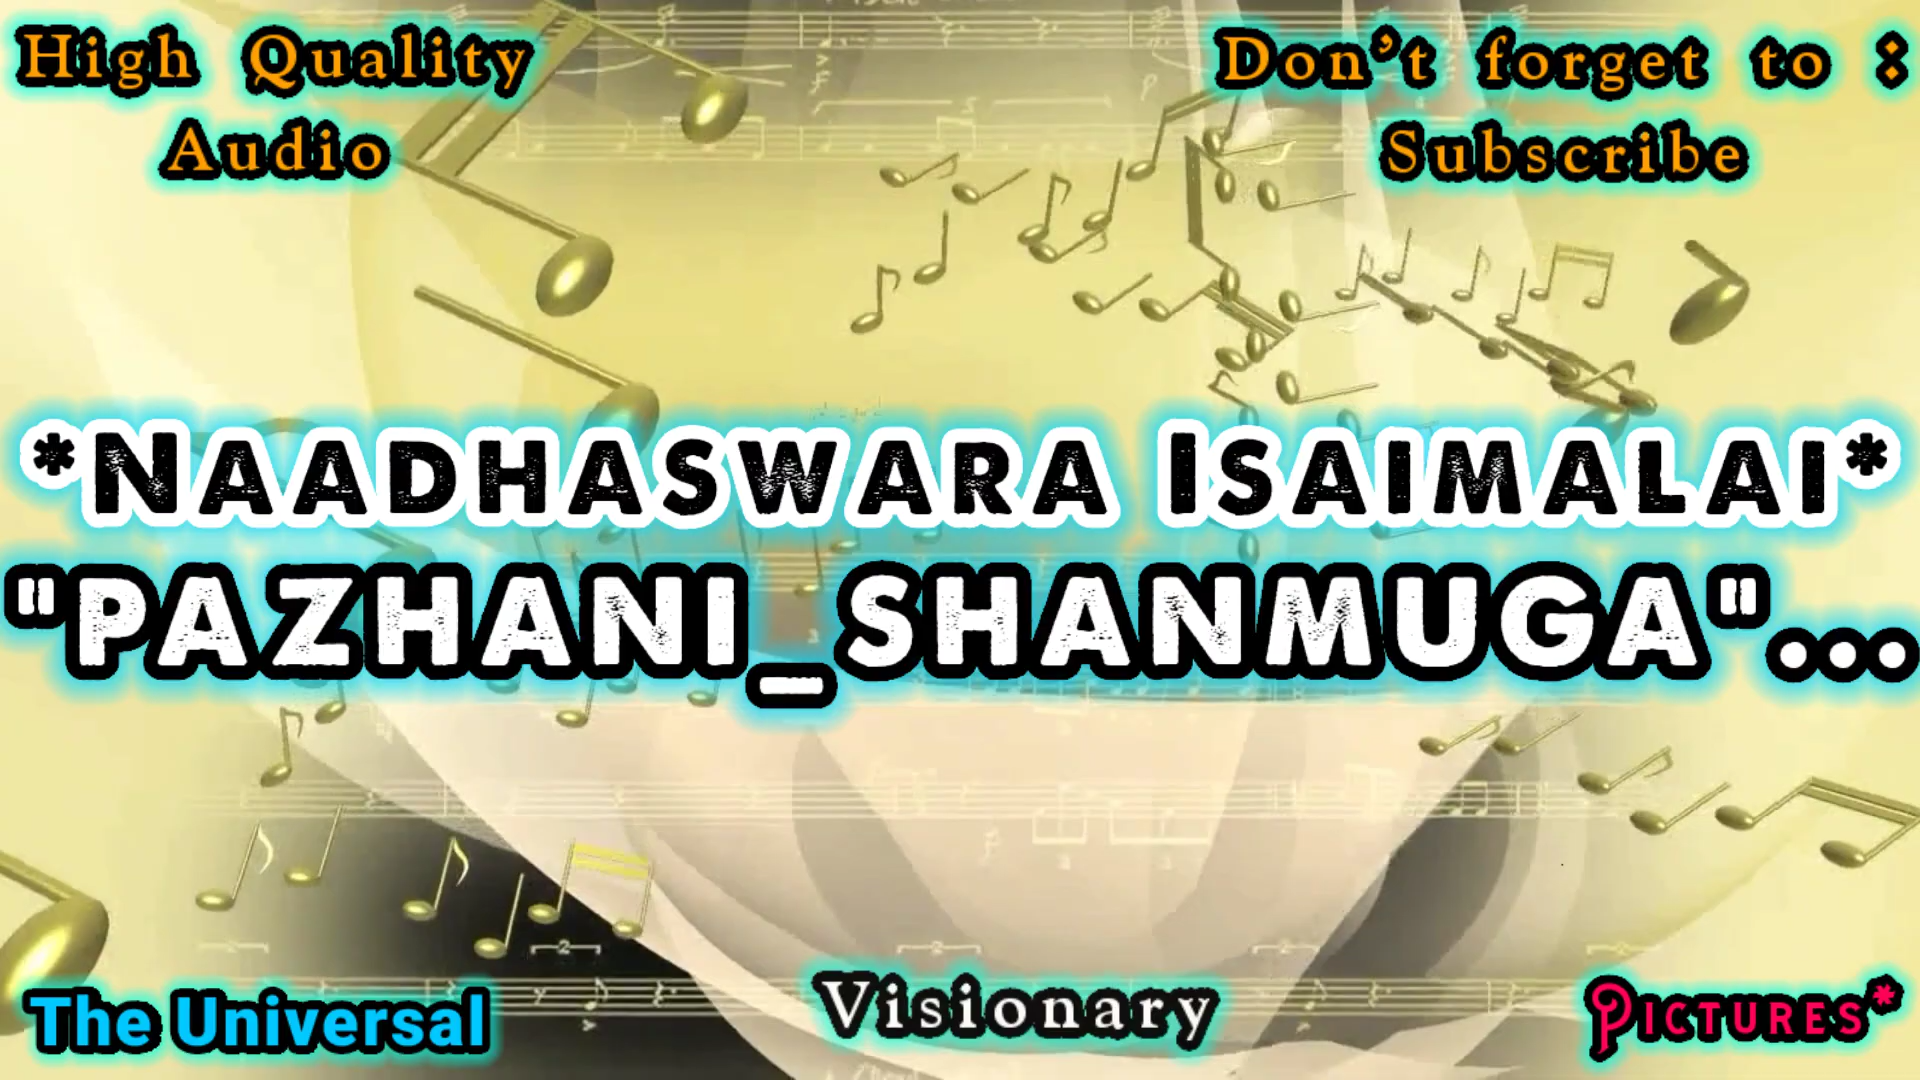 High Quality
Audio
Don't forget to :
Subscribe
*NAADHASWARA ISAIMALAI*
"PAZHANI_SHANMUGA"...
The Universal
Visionary
PICTURES*